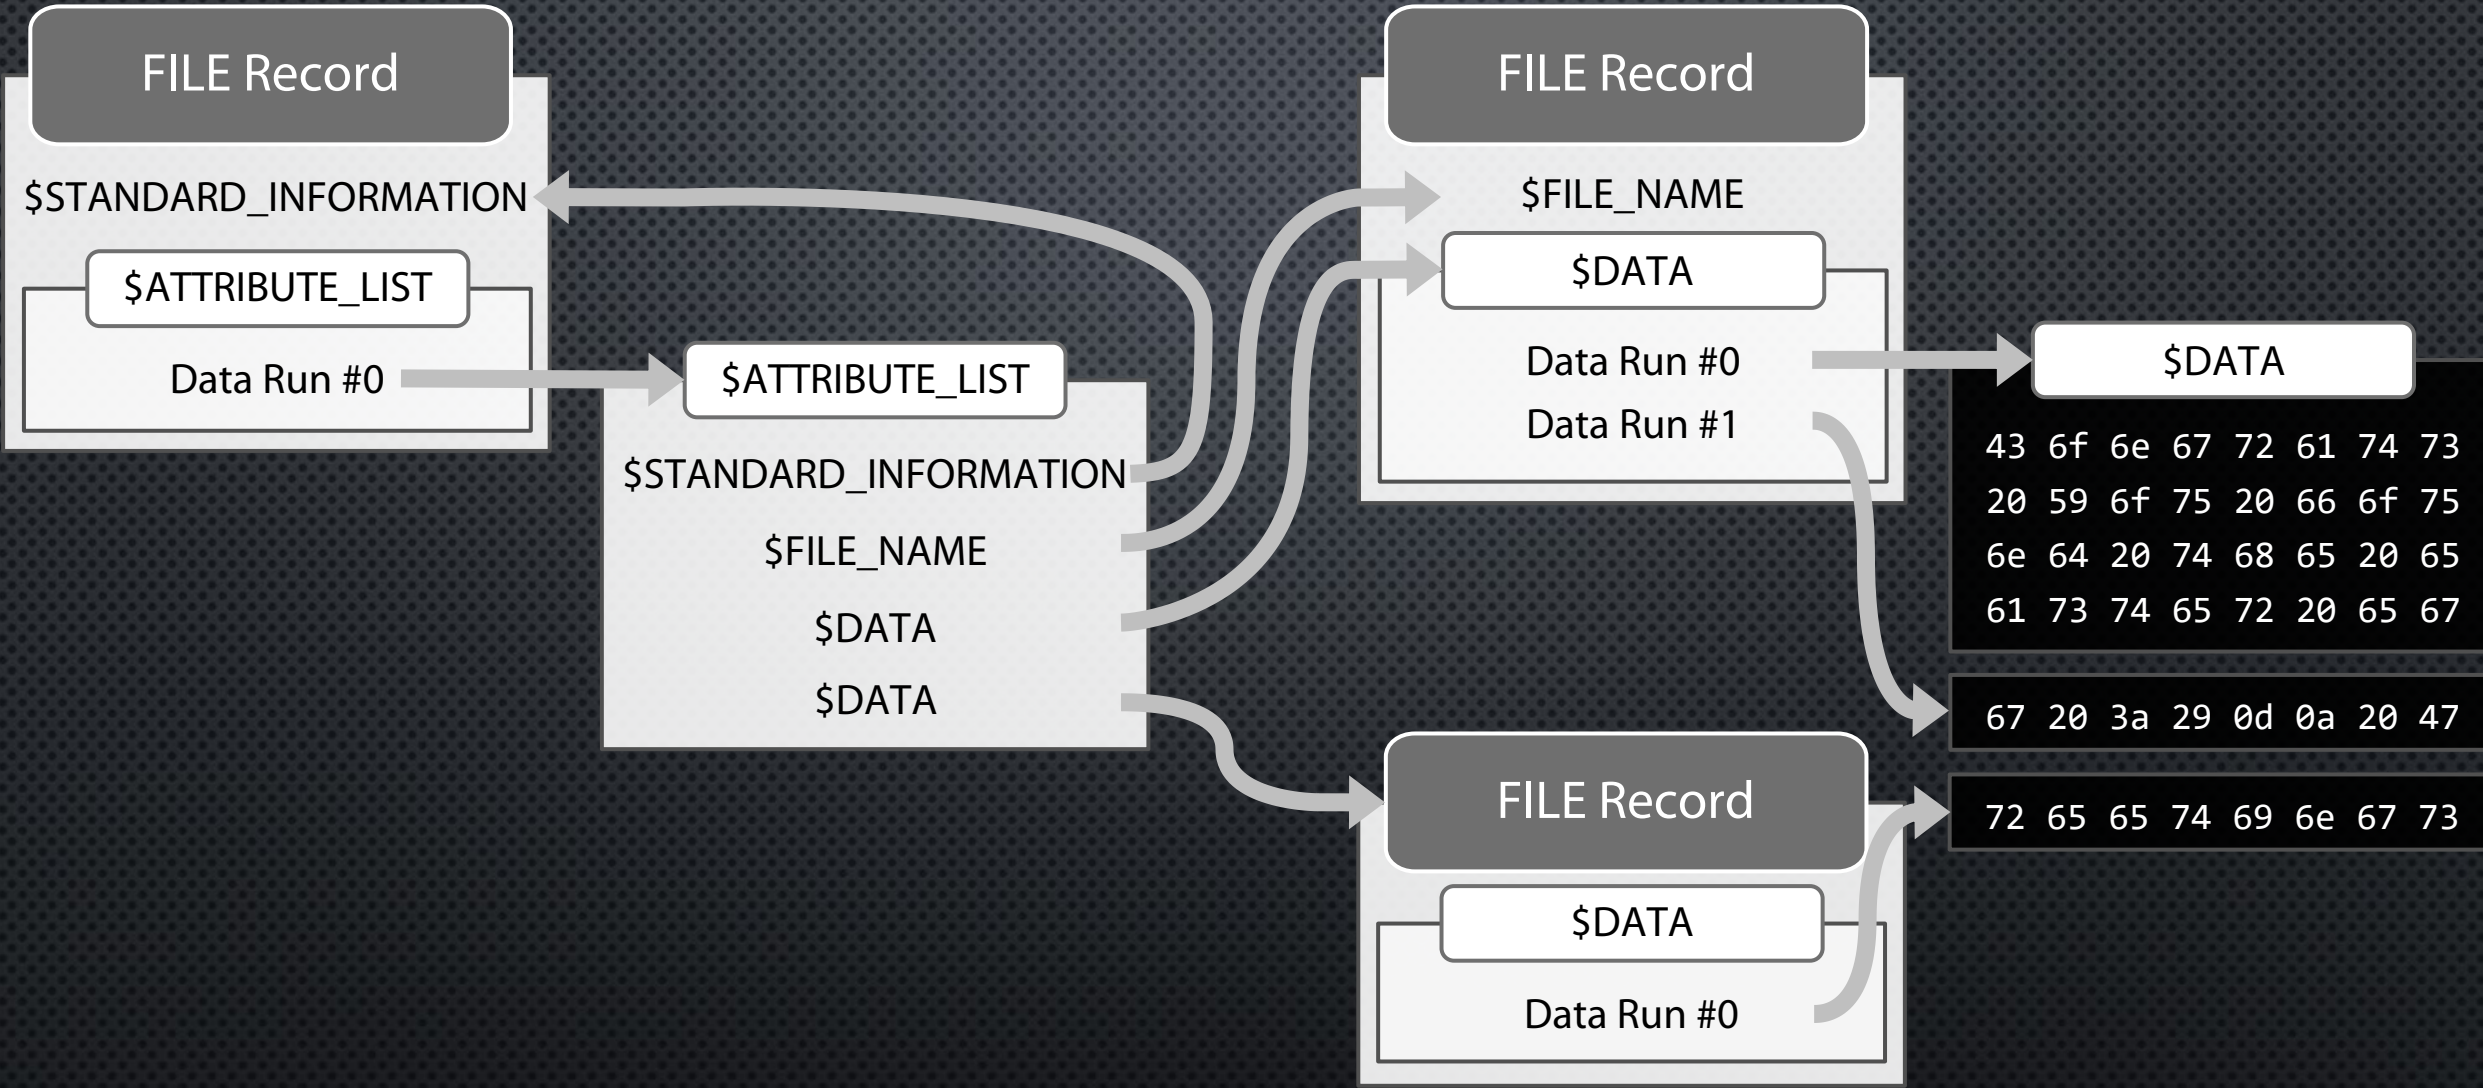 FILE Record
$STANDARD_INFORMATION
$ATTRIBUTE_LIST
Data Run #0
$ATTRIBUTE_LIST
$STANDARD_INFORMATION
$FILE_NAME
$DATA
$DATA
FILE Record
$FILE_NAME
$DATA
Data Run #0
Data Run #1
FILE Record
$DATA
Data Run #0
$DATA
43 6f 6e 67 72 61 74 73
20 59 6f 75 20 66 6f 75
6e 64 20 74 68 65 20 65
61 73 74 65 72 20 65 67
67 20 3a 29 0d 0a 20 47
72 65 65 74 69 6e 67 73